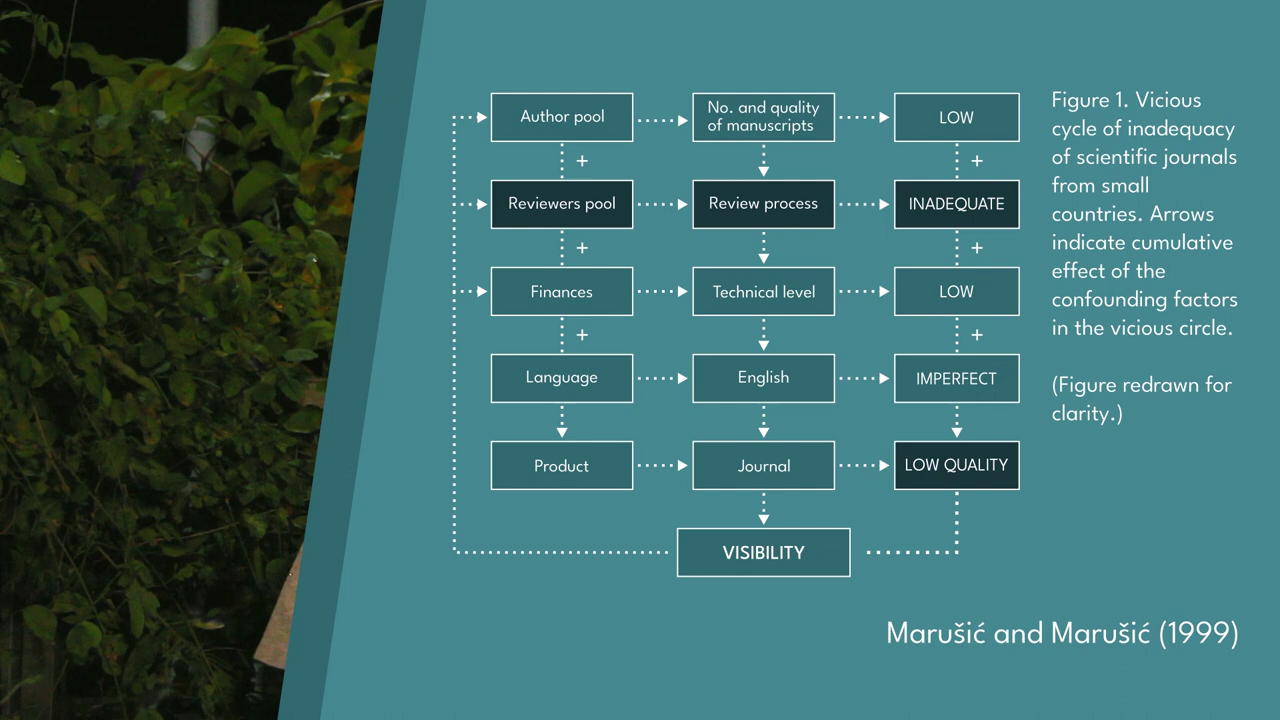 Author pool
No. and quality
of manuscripts
LOW
+
+
Reviewers pool
Review process
INADEQUATE
+
+
Finances
Technical level
LOW
+
+
Language
English
IMPERFECT
Product
Journal
LOW QUALITY
VISIBILITY
Figure 1. Vicious
cycle of inadequacy
of scientific journals
from small
countries. Arrows
indicate cumulative
effect of the
confounding factors
in the vicious circle.
(Figure redrawn for
clarity.)
Marušić and Marušić (1999)